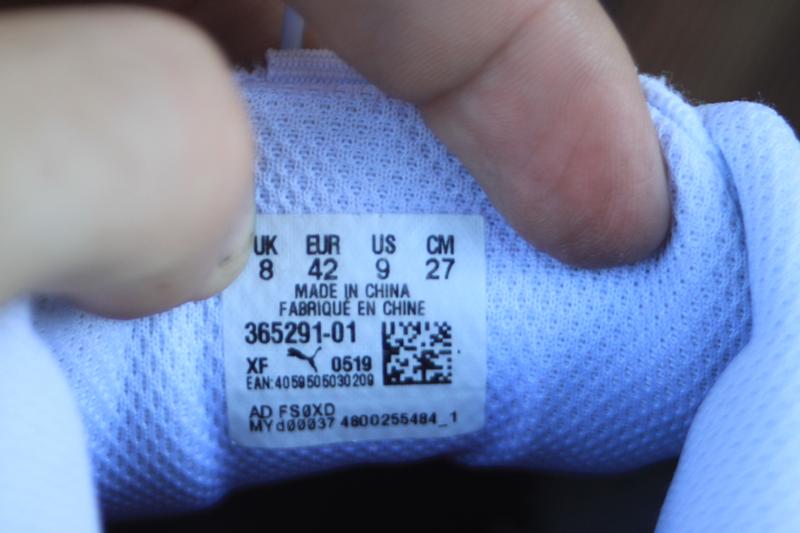 UK EUR US CM
8 42 9 27
MADE IN CHINA
FABRIQUÉ EN CHINE
365291-01
XF 0519
EAN:4059505030209
AD FS0XD
MYd00037 4800255484_1